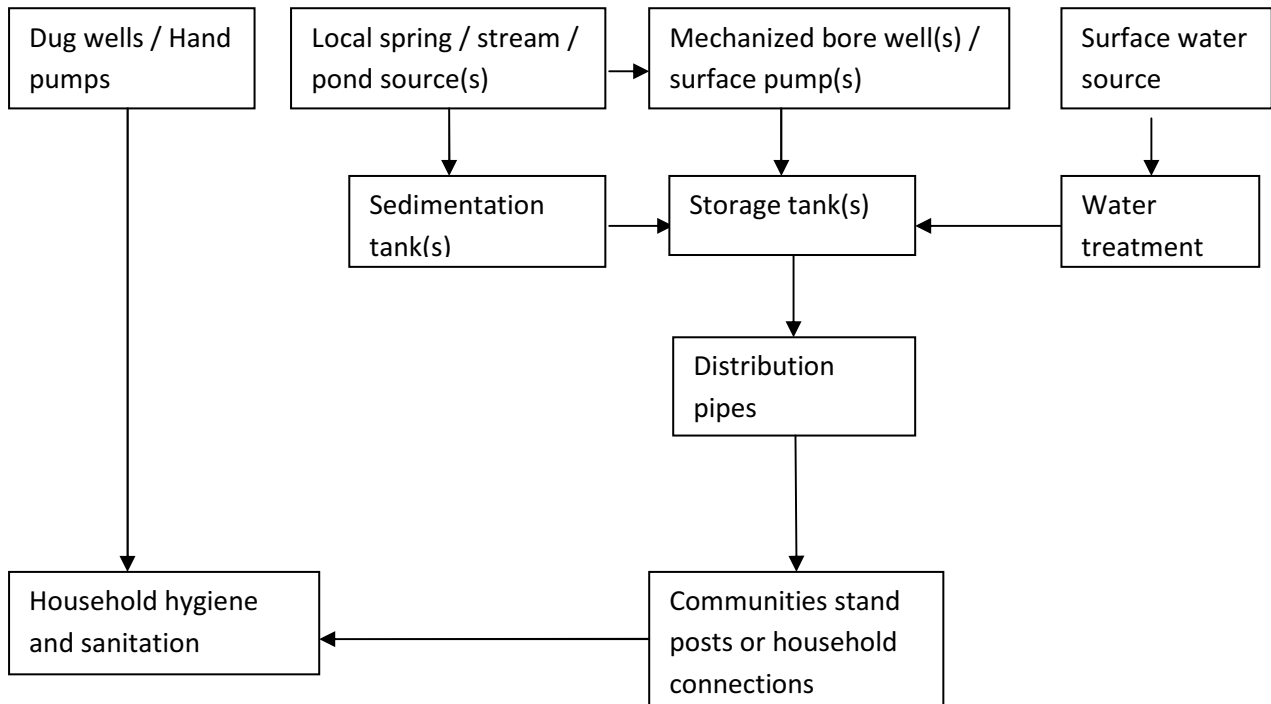 Dug wells / Hand
pumps
Local spring / stream /
pond source(s)
Mechanized bore well(s) /
surface pump(s)
Surface water
source
Sedimentation
tank(s)
Storage tank(s)
Water
treatment
Distribution
pipes
Household hygiene
and sanitation
Communities stand
posts or household
connections